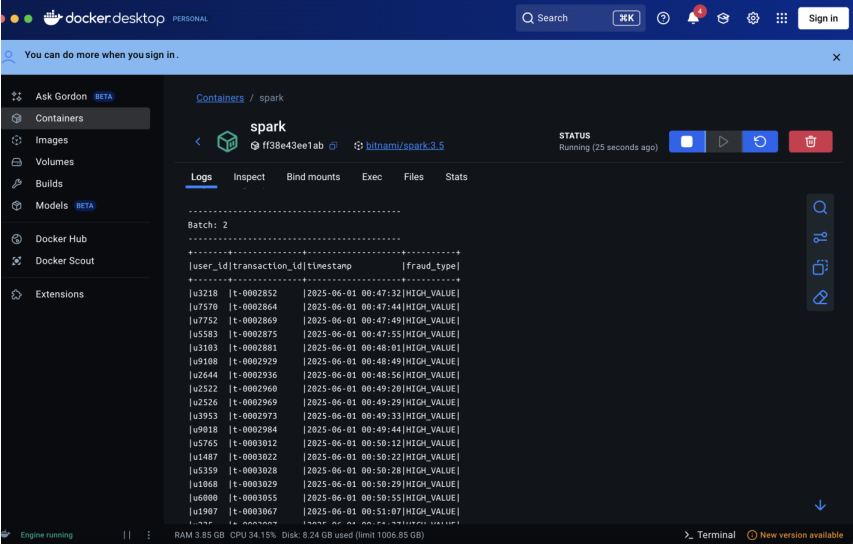 docker.desktop PERSONAL
Search
⌘K
4
Sign in
You can do more when you sign in.
Ask Gordon BETA
Containers
Images
Volumes
Builds
Models BETA
Docker Hub
Docker Scout
Extensions
Containers / spark
spark
ff38e43ee1ab
bitnami/spark:3.5
STATUS
Running (25 seconds ago)
Logs Inspect Bind mounts Exec Files Stats
-------------------------------------------
Batch: 2
-------------------------------------------
+-------+--------------+-------------------+----------+
|user_id|transaction_id|timestamp          |fraud_type|
+-------+--------------+-------------------+----------+
|u3218  |t-0002852     |2025-06-01 00:47:32|HIGH_VALUE|
|u7570  |t-0002864     |2025-06-01 00:47:44|HIGH_VALUE|
|u7752  |t-0002869     |2025-06-01 00:47:49|HIGH_VALUE|
|u5583  |t-0002875     |2025-06-01 00:47:55|HIGH_VALUE|
|u3103  |t-0002881     |2025-06-01 00:48:01|HIGH_VALUE|
|u9108  |t-0002929     |2025-06-01 00:48:49|HIGH_VALUE|
|u2644  |t-0002936     |2025-06-01 00:48:56|HIGH_VALUE|
|u2522  |t-0002960     |2025-06-01 00:49:20|HIGH_VALUE|
|u2526  |t-0002969     |2025-06-01 00:49:29|HIGH_VALUE|
|u3953  |t-0002973     |2025-06-01 00:49:33|HIGH_VALUE|
|u9018  |t-0002984     |2025-06-01 00:49:44|HIGH_VALUE|
|u5765  |t-0003012     |2025-06-01 00:50:12|HIGH_VALUE|
|u1487  |t-0003022     |2025-06-01 00:50:22|HIGH_VALUE|
|u5359  |t-0003028     |2025-06-01 00:50:28|HIGH_VALUE|
|u1068  |t-0003029     |2025-06-01 00:50:29|HIGH_VALUE|
|u6000  |t-0003055     |2025-06-01 00:50:55|HIGH_VALUE|
|u1907  |t-0003067     |2025-06-01 00:51:07|HIGH_VALUE|
Engine running
RAM 3.85 GB CPU 34.15% Disk: 8.24 GB used (limit 1006.85 GB)
Terminal
New version available